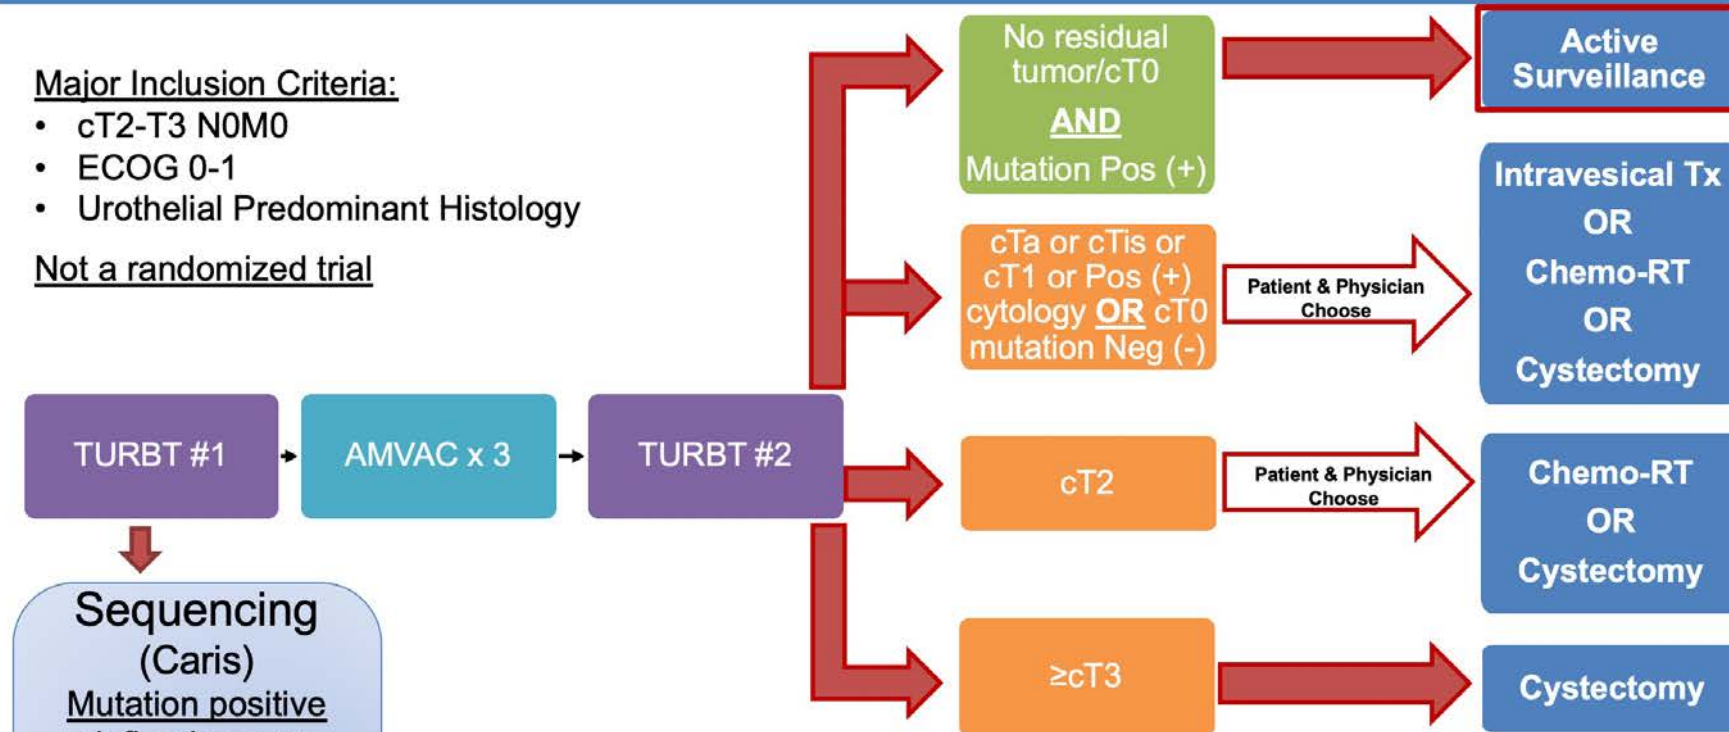 Major Inclusion Criteria:
• cT2-T3 N0M0
• ECOG 0-1
• Urothelial Predominant Histology
Not a randomized trial
TURBT #1
AMVAC x 3
TURBT #2
Sequencing
(Caris)
Mutation positive
No residual
tumor/cT0
AND
Mutation Pos (+)
Active
Surveillance
cTa or cTis or
cT1 or Pos (+)
cytology OR cT0
mutation Neg (-)
Patient & Physician
Choose
Intravesical Tx
OR
Chemo-RT
OR
Cystectomy
cT2
Patient & Physician
Choose
Chemo-RT
OR
Cystectomy
≥cT3
Cystectomy